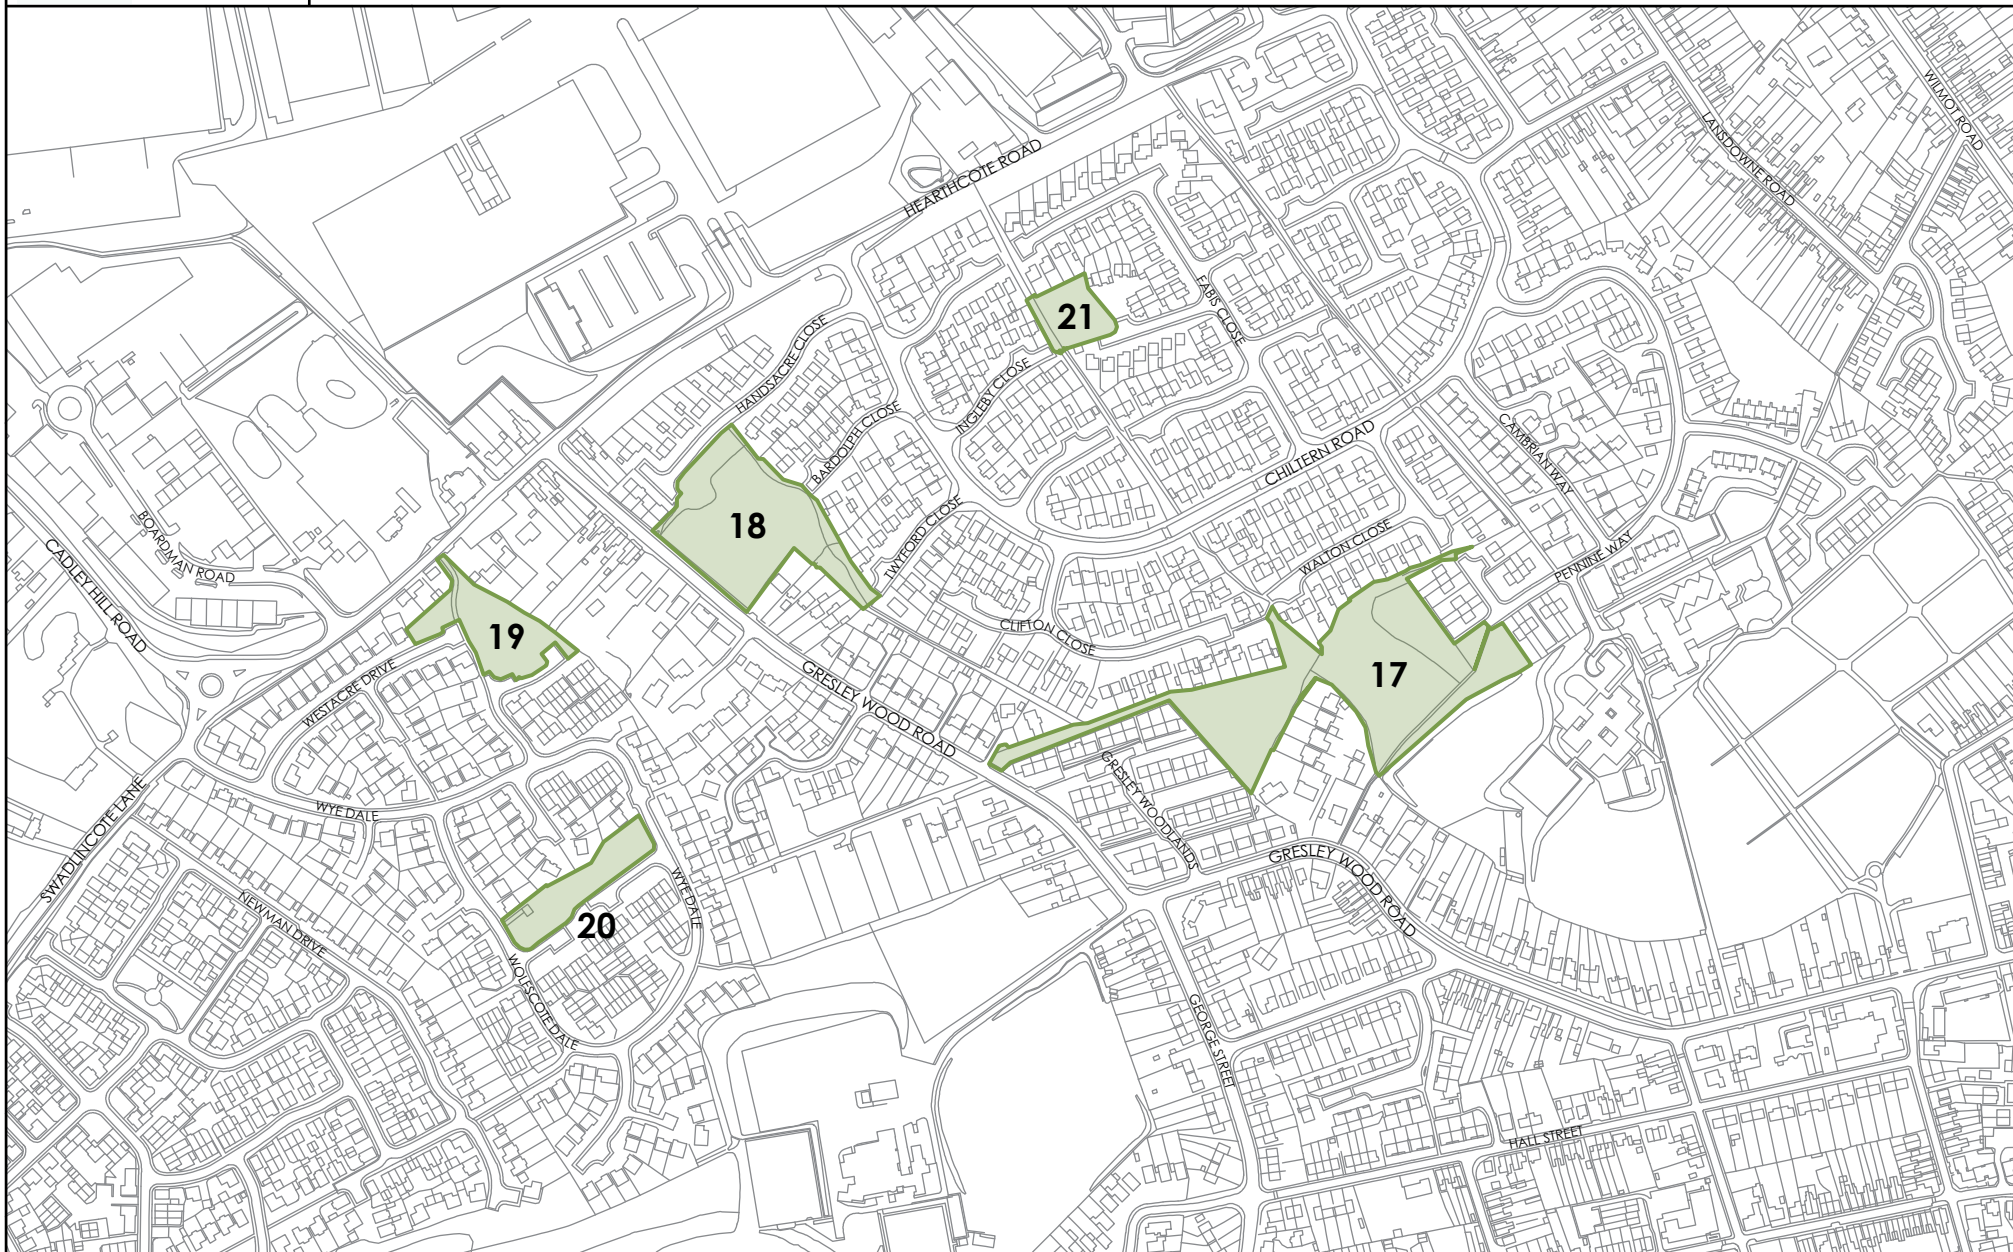 WILMOT ROAD
LANSDOWNE ROAD
HEARTHCOTE ROAD
21
FABIS CLOSE
HANDSACRE CLOSE
INGLEBY CLOSE
BARDOLPH CLOSE
CHILTERN ROAD
CAMBRIAN WAY
18
TWYFORD CLOSE
BOARDMAN ROAD
CADLEY HILL ROAD
WALTON CLOSE
PENNINE WAY
19
CLIFTON CLOSE
17
WESTACRE DRIVE
GRESLEY WOOD ROAD
GRESLEY WOODLANDS
SWADLINCOTE LANE
WYE DALE
GRESLEY WOOD ROAD
WYE DALE
NEWMAN DRIVE
20
WOLFSCOTE DALE
GEORGE STREET
HALL STREET